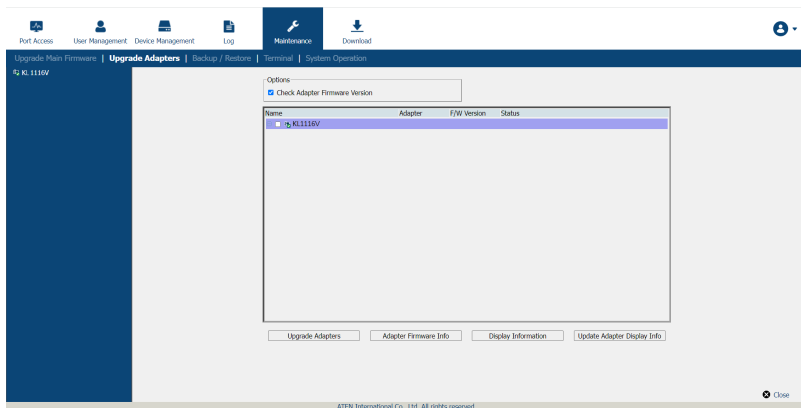 Port Access User Management Device Management Log Maintenance Download
Upgrade Main Firmware | Upgrade Adapters | Backup / Restore | Terminal | System Operation
KL 1116V
Options
Check Adapter Firmware Version
Name Adapter F/W Version Status
KL1116V
Upgrade Adapters Adapter Firmware Info Display Information Update Adapter Display Info
Close
ATEN International Co., Ltd. All rights reserved.